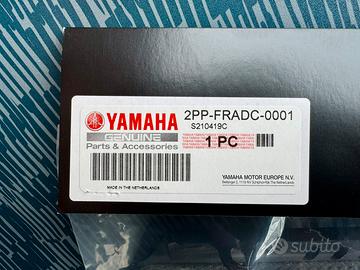 YAMAHA
GENUINE
Parts & Accessories
2PP-FRADC-0001
S210419C
1 PC
YAMAHA MOTOR EUROPE N.V.
MADE IN THE NETHERLANDS
subito